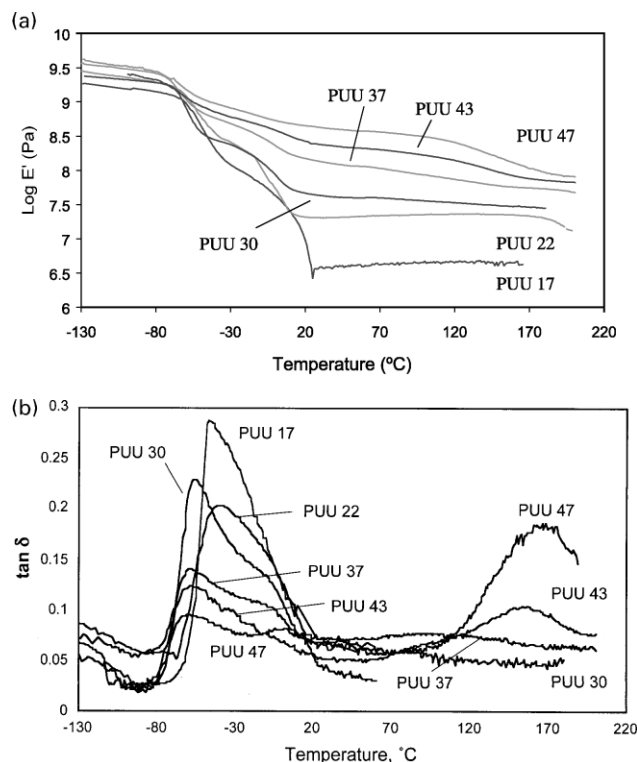 (a)
10
9.5
9
8.5
8
7.5
7
6.5
6
Log E' (Pa)
PUU 37
PUU 43
PUU 47
PUU 30
PUU 22
PUU 17
-130 -80 -30 20 70 120 170 220
Temperature (ºC)
(b)
0.3
0.25
0.2
0.15
0.1
0.05
0
tan δ
PUU 17
PUU 30
PUU 22
PUU 47
PUU 37
PUU 43
PUU 43
PUU 47
PUU 37
PUU 30
-130 -80 -30 20 70 120 170 220
Temperature, ˚C